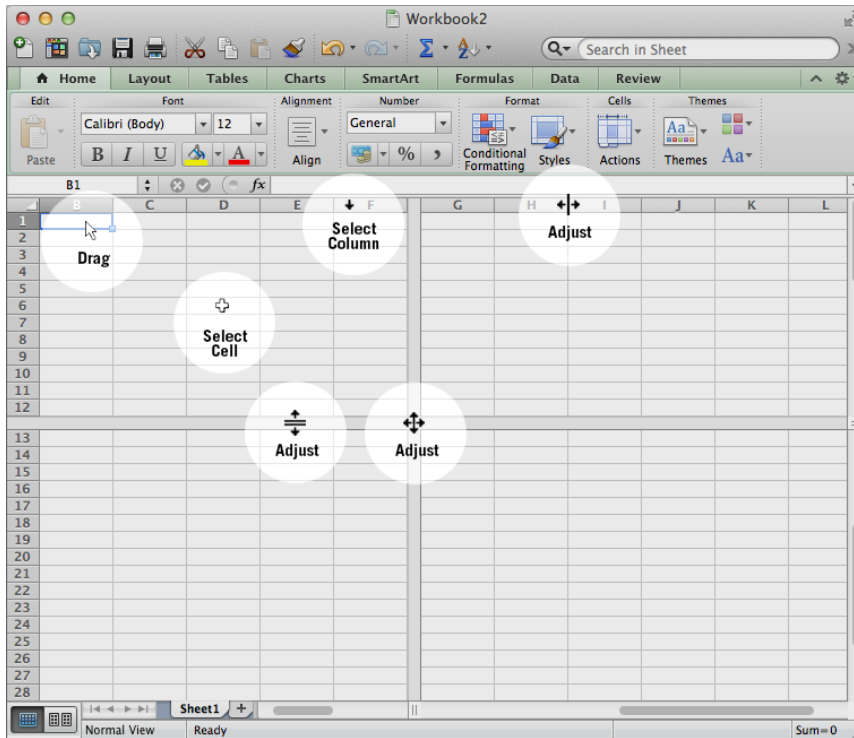 Workbook2
Search in Sheet
Home Layout Tables Charts SmartArt Formulas Data Review
Edit Font Alignment Number Format Cells Themes
Calibri (Body) 12 General
Paste B I U A Align % , Conditional Formatting Styles Actions Aa Themes Aa
B1 fx
B C D E F G H I J K L
1
2
3
4
5
6
7
8
9
10
11
12
13
14
15
16
17
18
19
20
21
22
23
24
25
26
27
28
Drag
Select
Column
Adjust
Select
Cell
Adjust
Adjust
Sheet1 +
Normal View Ready Sum=0